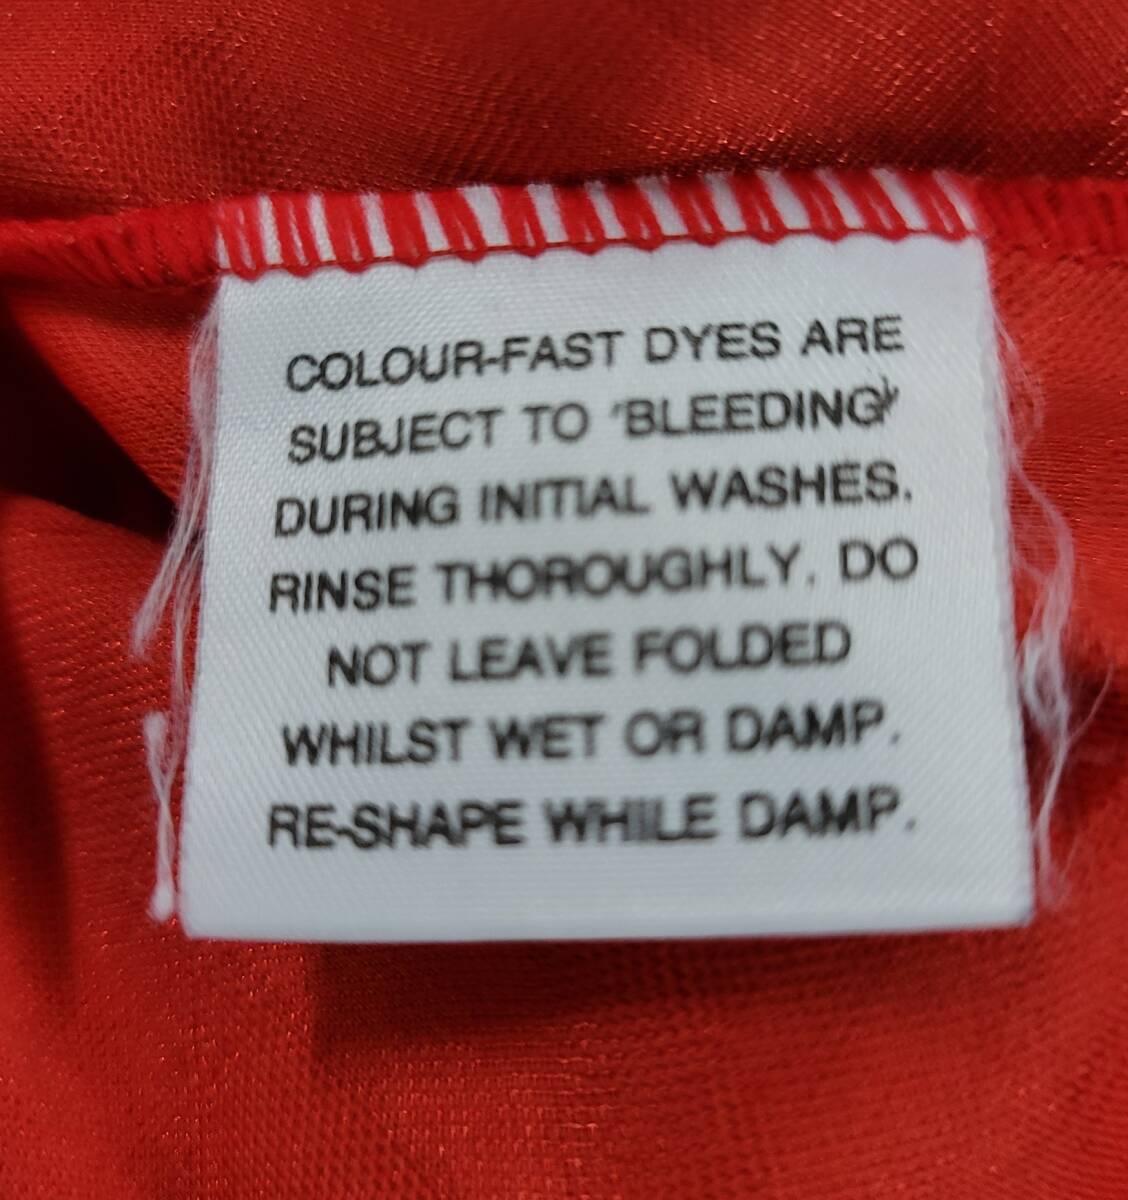 COLOUR-FAST DYES ARE
SUBJECT TO 'BLEEDING'
DURING INITIAL WASHES.
RINSE THOROUGHLY. DO
NOT LEAVE FOLDED
WHILST WET OR DAMP.
RE-SHAPE WHILE DAMP.